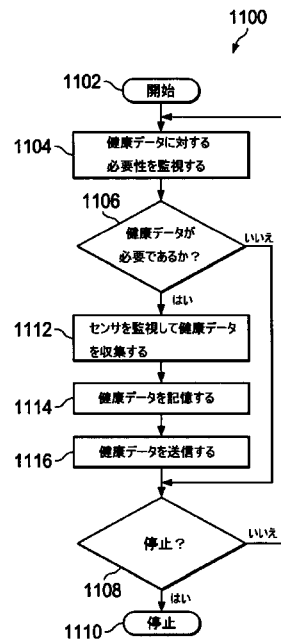 1100
1102
開始
1104
健康データに対する
必要性を監視する
1106
健康データが
必要であるか?
いいえ
はい
1112
センサを監視して健康データ
を収集する
1114
健康データを記憶する
1116
健康データを送信する
停止?
いいえ
1108
はい
1110
停止